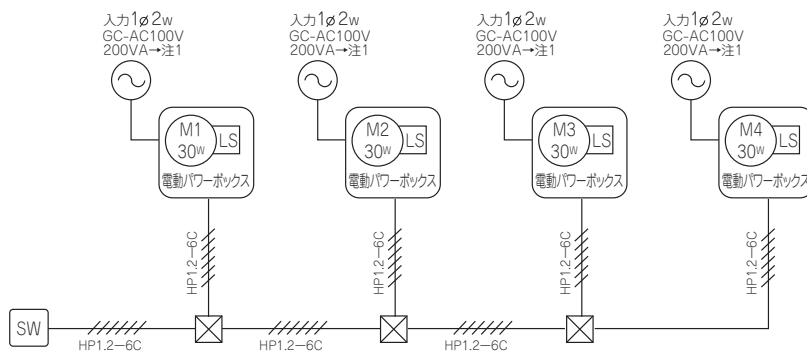 入力1ø2w
GC-AC100V
200VA→注1
入力1ø2w
GC-AC100V
200VA→注1
入力1ø2w
GC-AC100V
200VA→注1
入力1ø2w
GC-AC100V
200VA→注1
M1
30W
LS
電動パワーボックス
M2
30W
LS
電動パワーボックス
M3
30W
LS
電動パワーボックス
M4
30W
LS
電動パワーボックス
HP1.2−6C
HP1.2−6C
HP1.2−6C
HP1.2−6C
SW
HP1.2−6C
HP1.2−6C
HP1.2−6C